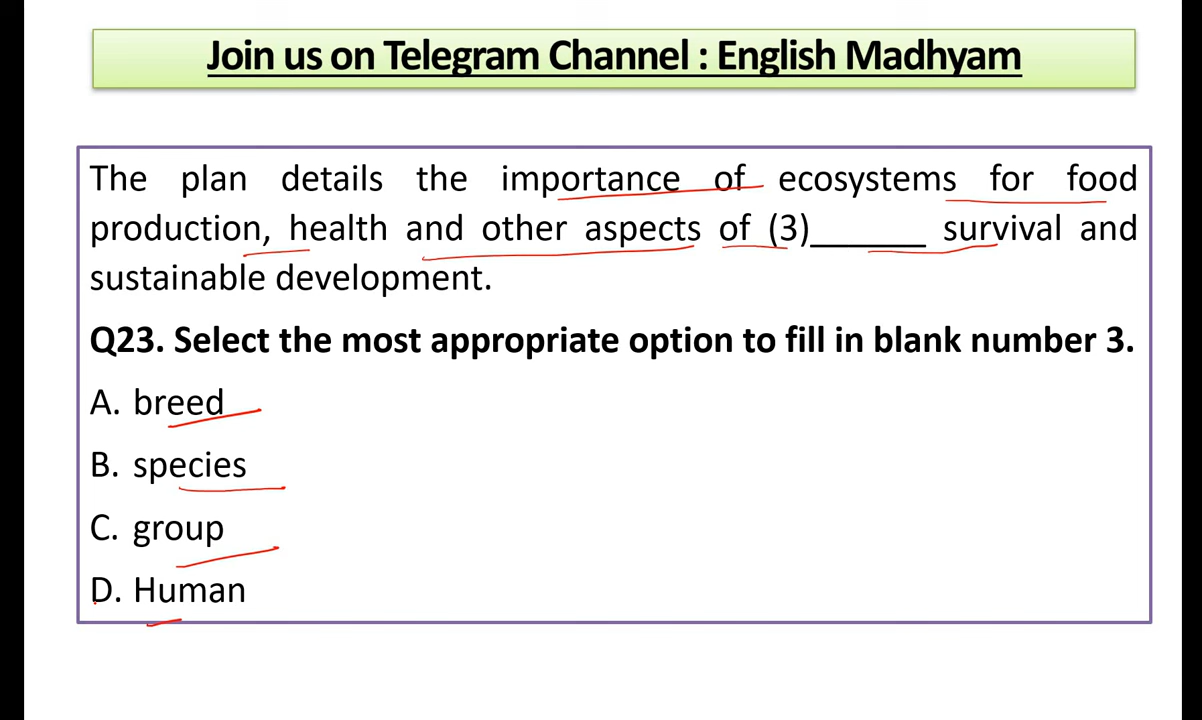 Join us on Telegram Channel : English Madhyam
The plan details the importance of ecosystems for food
production, health and other aspects of (3)______ survival and
sustainable development.
Q23. Select the most appropriate option to fill in blank number 3.
A. breed
B. species
C. group
D. Human